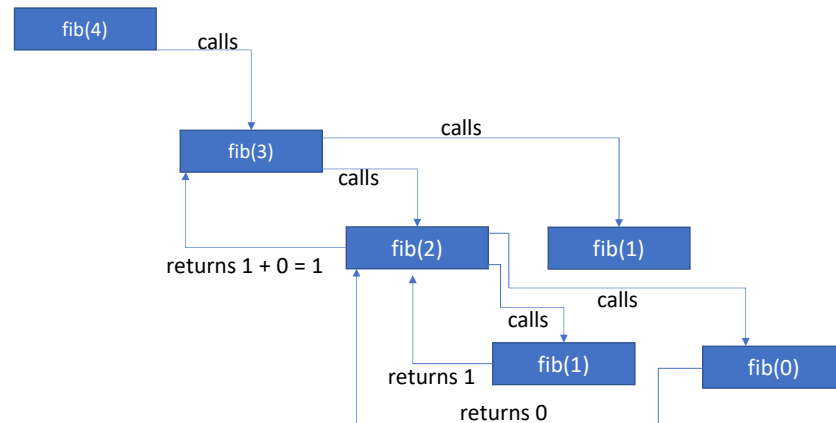 fib(4)
calls
calls
fib(3)
calls
fib(2)
fib(1)
returns 1 + 0 = 1
calls
calls
fib(1)
fib(0)
returns 1
returns 0